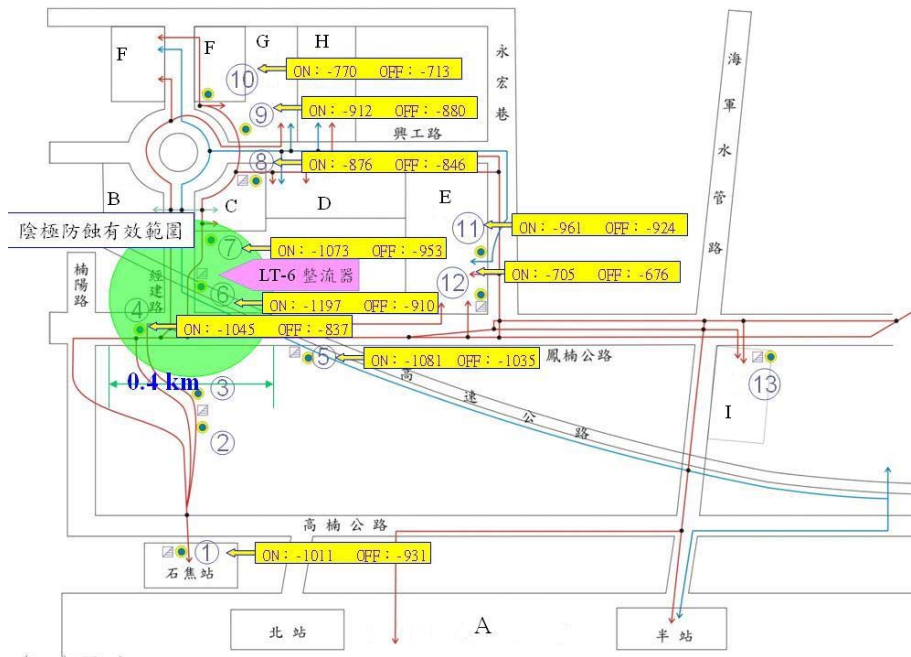 F
F
G
H
永宏巷
海軍水管路
10
ON：-770 OFF：-713
9
ON：-912 OFF：-880
興工路
8
ON：-876 OFF：-846
B
C
D
E
陰極防蝕有效範圍
11
ON：-961 OFF：-924
7
ON：-1073 OFF：-953
楠陽路
經建路
LT-6 整流器
12
ON：-705 OFF：-676
6
ON：-1197 OFF：-910
4
ON：-1045 OFF：-837
5
ON：-1081 OFF：-1035
鳳楠公路
0.4 km
3
高速公路
13
I
2
高楠公路
1
ON：-1011 OFF：-931
石焦站
北站
A
半站